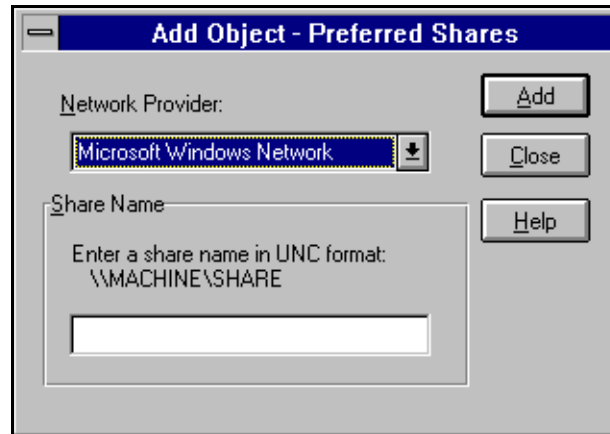 Add Object - Preferred Shares
Network Provider:
Microsoft Windows Network
Share Name
Enter a share name in UNC format:
\\MACHINE\SHARE
Add
Close
Help